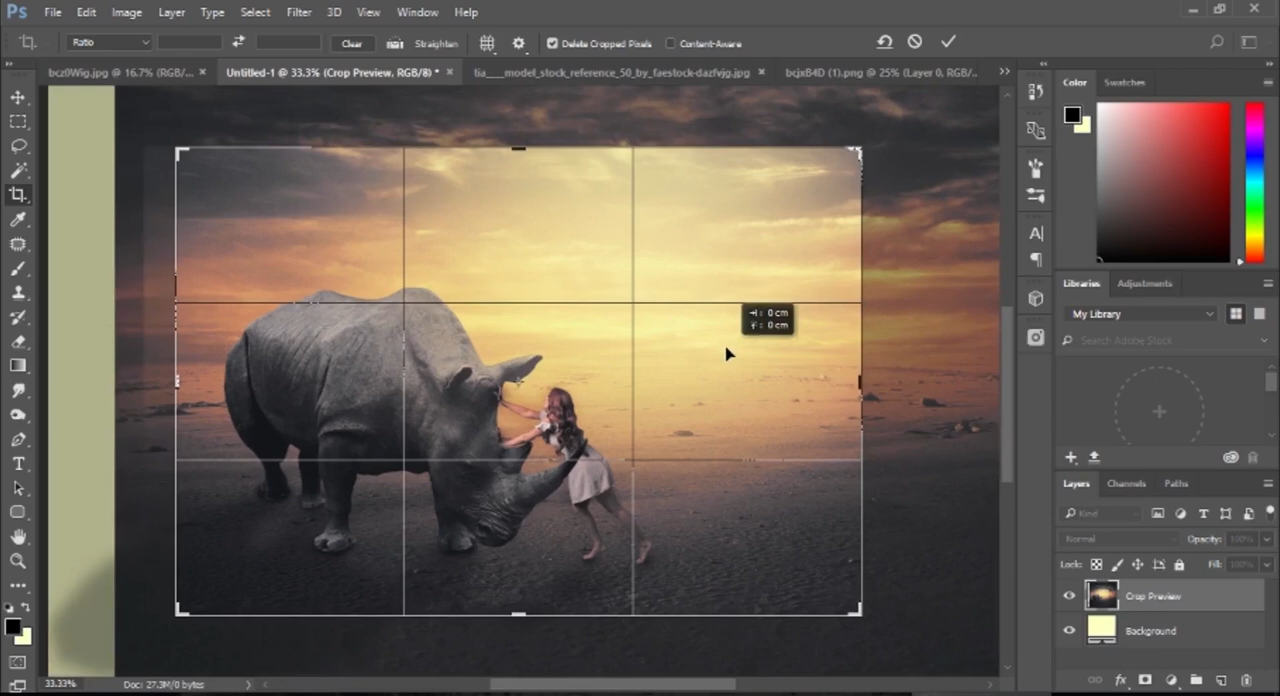 Ps File Edit Image Layer Type Select Filter 3D View Window Help
Ratio Clear Straighten Delete Cropped Pixels Content-Aware
bcz0Wig.jpg @ 16.7% (RGB/... × Untitled-1 @ 33.3% (Crop Preview, RGB/8) * × tia___model_stock_reference_50_by_faestock-dazfvjg.jpg × bcjxB4D (1).png @ 25% (Layer 0, RGB/..
Color Swatches
: 0 cm
: 0 cm
Libraries Adjustments
My Library
Search Adobe Stock
Layers Channels Paths
Kind
Normal Opacity: 100%
Lock: Fill: 100%
Crop Preview
Background
33.33% Doc: 27.3M/0 bytes